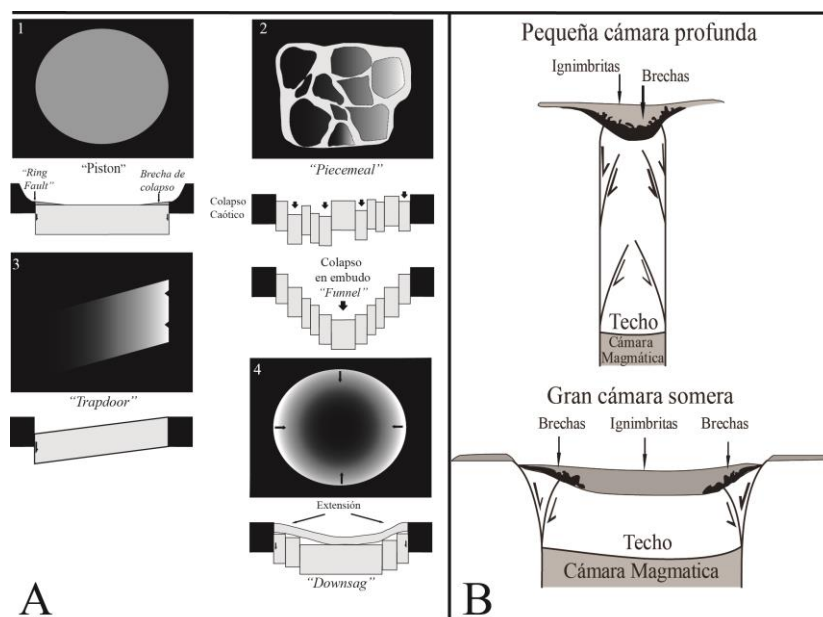 1
"Piston"
"Ring
Fault"
Brecha de
colapso
2
"Piecemeal"
Colapso
Caótico
Colapso
en embudo
"Funnel"
3
"Trapdoor"
4
Extensión
"Downsag"
A
Pequeña cámara profunda
Ignimbritas
Brechas
Techo
Cámara
Magmática
Gran cámara somera
Brechas
Ignimbritas
Brechas
Techo
Cámara Magmatica
B